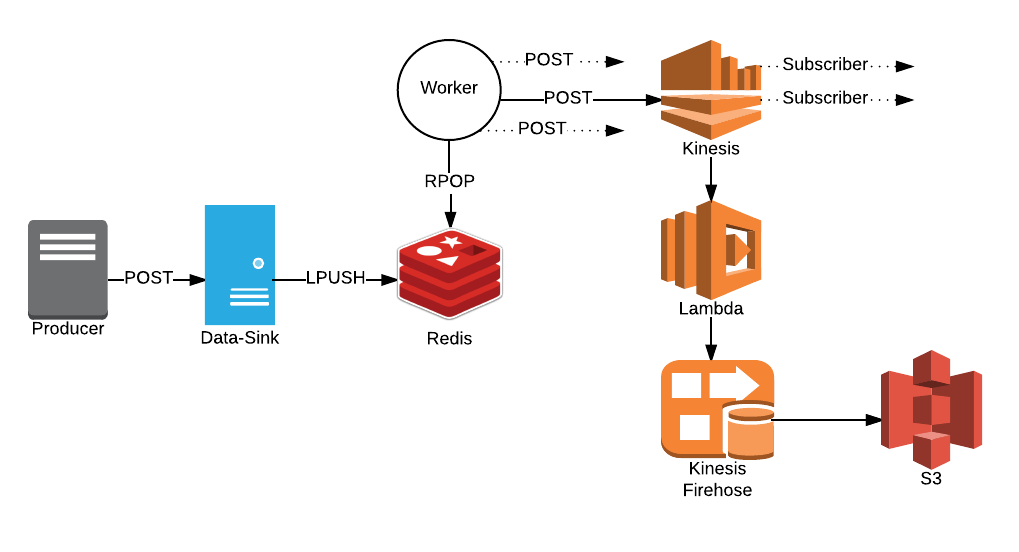 POST
Subscriber
Worker
POST
Subscriber
POST
Kinesis
RPOP
POST
LPUSH
Producer
Data-Sink
Redis
Lambda
Kinesis
Firehose
S3